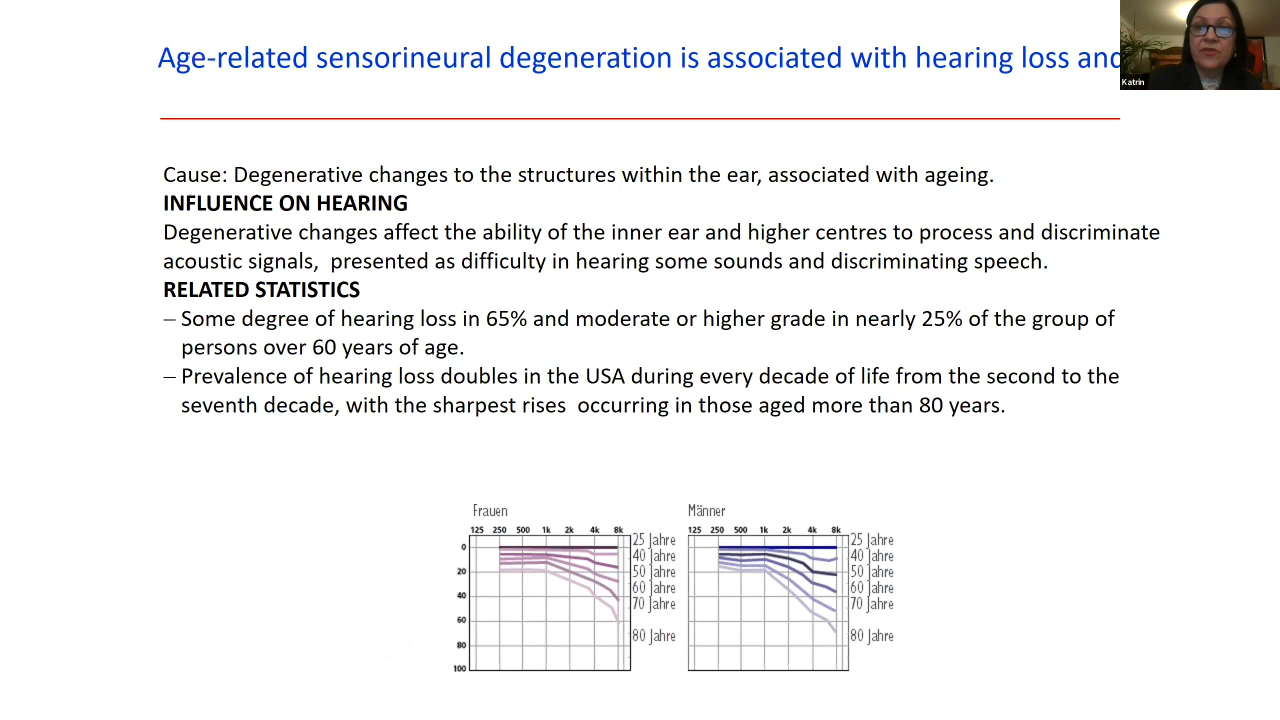 Age-related sensorineural degeneration is associated with hearing loss and
Katrin
Cause: Degenerative changes to the structures within the ear, associated with ageing.
INFLUENCE ON HEARING
Degenerative changes affect the ability of the inner ear and higher centres to process and discriminate
acoustic signals,  presented as difficulty in hearing some sounds and discriminating speech.
RELATED STATISTICS
– Some degree of hearing loss in 65% and moderate or higher grade in nearly 25% of the group of
persons over 60 years of age.
– Prevalence of hearing loss doubles in the USA during every decade of life from the second to the
seventh decade, with the sharpest rises  occurring in those aged more than 80 years.
Frauen
125 250 500 1k 2k 4k 8k
0
20
40
60
80
100
25 Jahre
40 Jahre
50 Jahre
60 Jahre
70 Jahre
80 Jahre
Männer
125 250 500 1k 2k 4k 8k
25 Jahre
40 Jahre
50 Jahre
60 Jahre
70 Jahre
80 Jahre